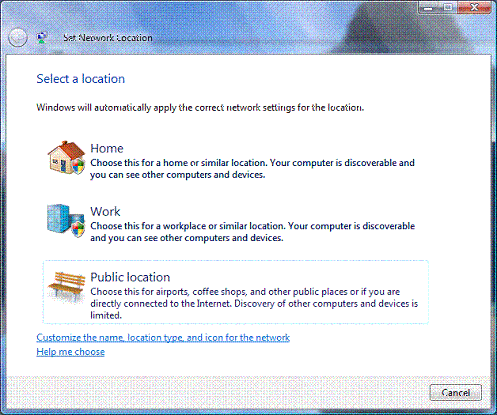 Set Network Location
Select a location
Windows will automatically apply the correct network settings for the location.
Home
Choose this for a home or similar location. Your computer is discoverable and
you can see other computers and devices.
Work
Choose this for a workplace or similar location. Your computer is discoverable
and you can see other computers and devices.
Public location
Choose this for airports, coffee shops, and other public places or if you are
directly connected to the Internet. Discovery of other computers and devices is
limited.
Customize the name, location type, and icon for the network
Help me choose
Cancel